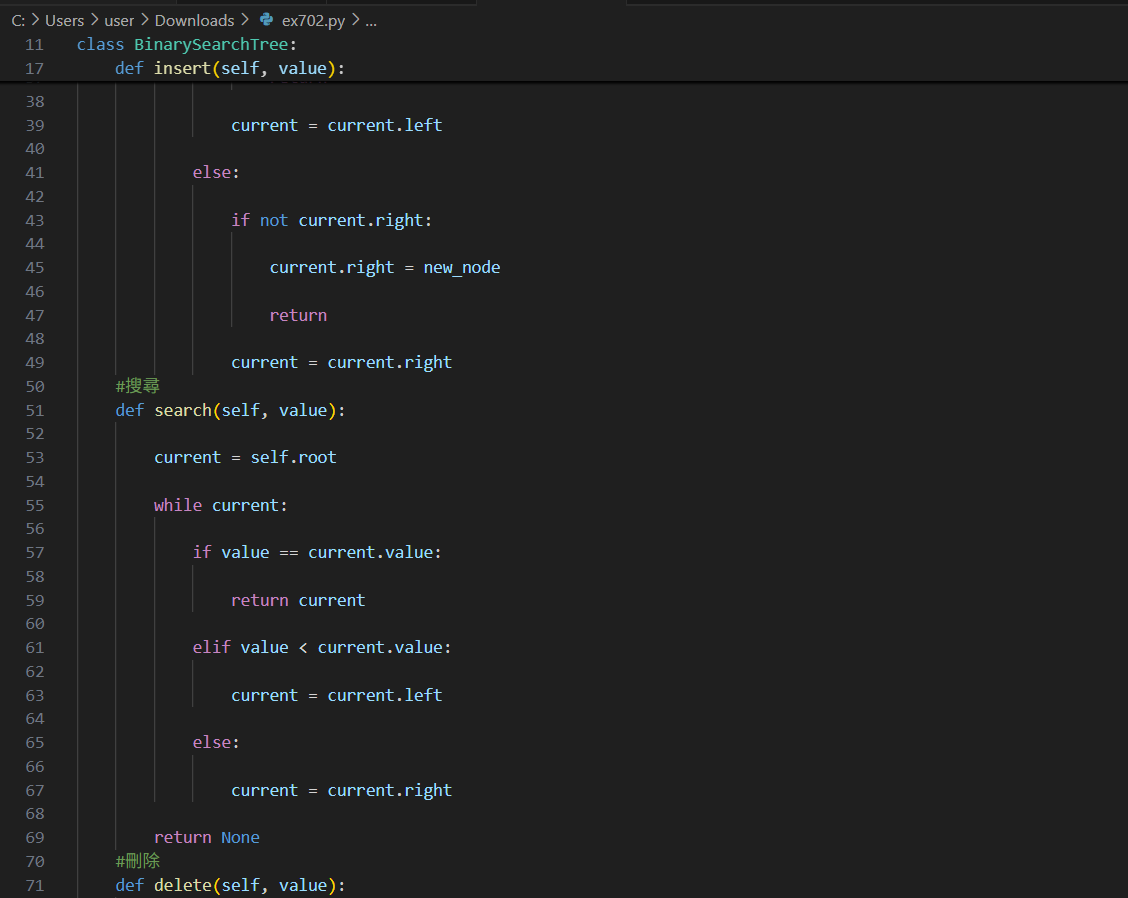 C: > Users > user > Downloads > ex702.py > ...
11 class BinarySearchTree:
17 def insert(self, value):
38
39 current = current.left
40
41 else:
42
43 if not current.right:
44
45 current.right = new_node
46
47 return
48
49 current = current.right
50 #搜尋
51 def search(self, value):
52
53 current = self.root
54
55 while current:
56
57 if value == current.value:
58
59 return current
60
61 elif value < current.value:
62
63 current = current.left
64
65 else:
66
67 current = current.right
68
69 return None
70 #刪除
71 def delete(self, value):